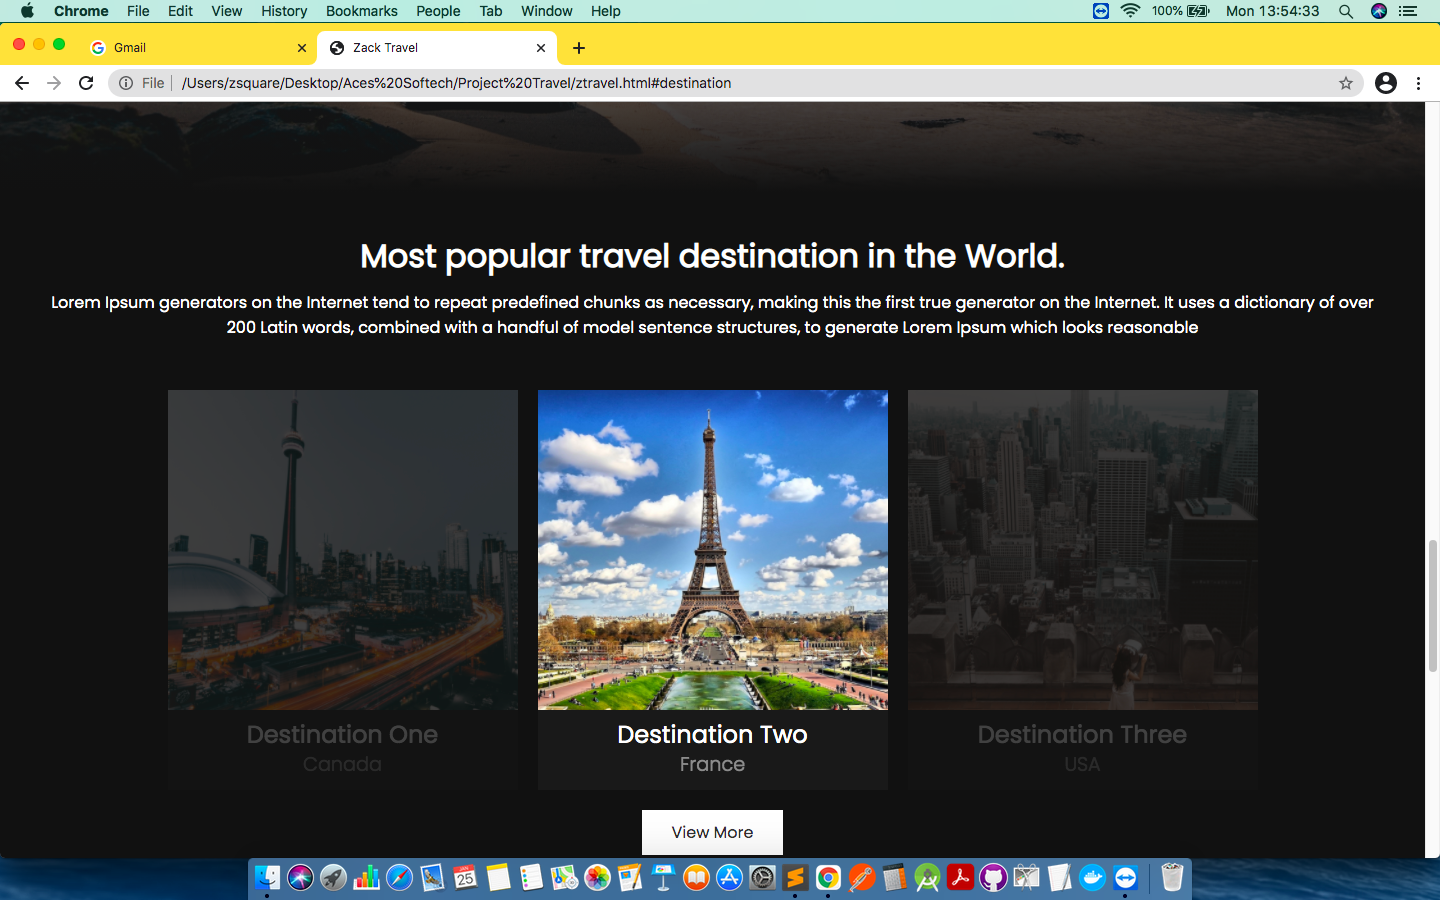 Chrome File Edit View History Bookmarks People Tab Window Help 100% Mon 13:54:33
Gmail Zack Travel
File /Users/zsquare/Desktop/Aces%20Softech/Project%20Travel/ztravel.html#destination
Most popular travel destination in the World.
Lorem Ipsum generators on the Internet tend to repeat predefined chunks as necessary, making this the first true generator on the Internet. It uses a dictionary of over
200 Latin words, combined with a handful of model sentence structures, to generate Lorem Ipsum which looks reasonable
Destination One
Canada
Destination Two
France
Destination Three
USA
View More
JAN
25